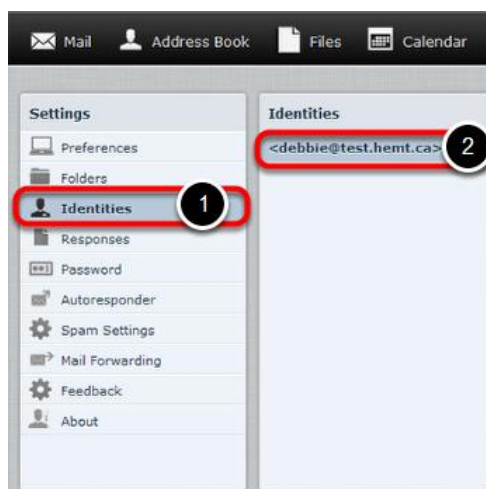 Mail Address Book Files Calendar
Settings
Preferences
Folders
Identities 1
Responses
Password
Autoresponder
Spam Settings
Mail Forwarding
Feedback
About
Identities
<debbie@test.hemt.ca> 2